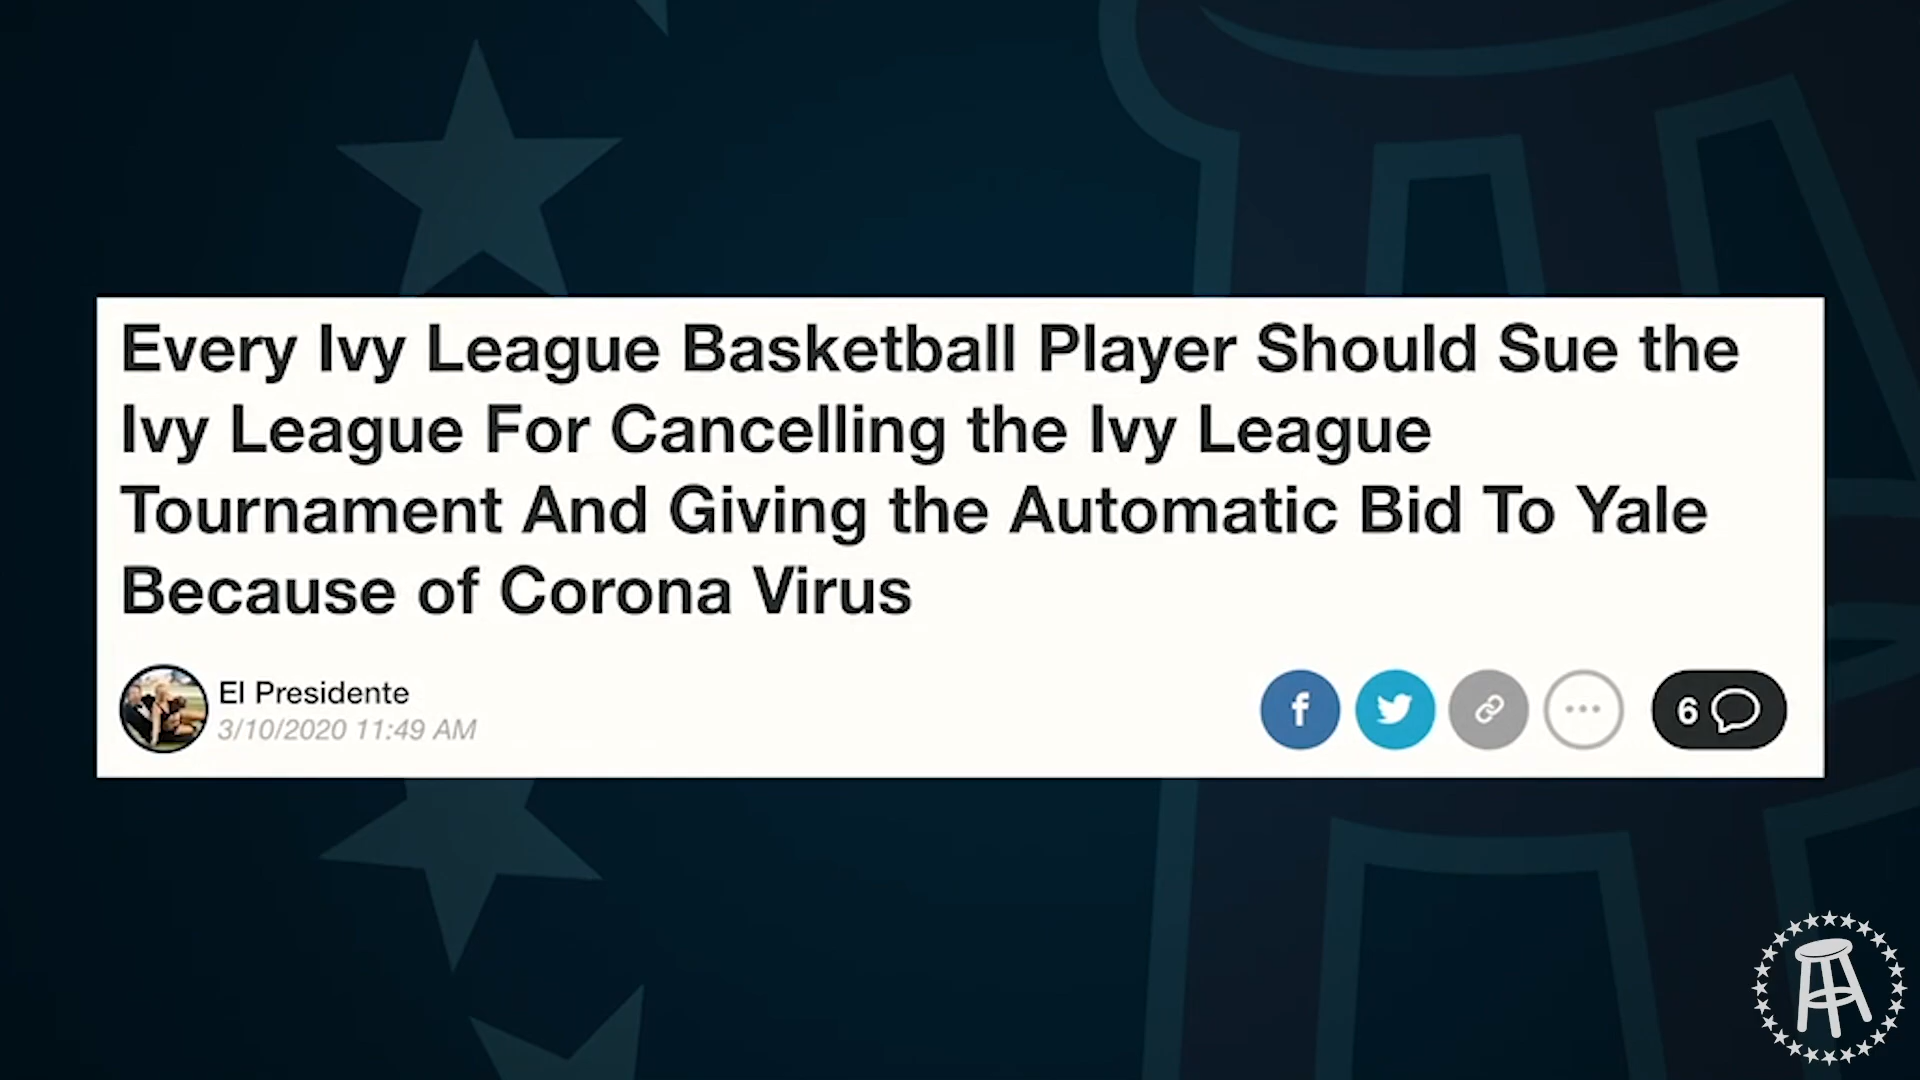 Every Ivy League Basketball Player Should Sue the
Ivy League For Cancelling the Ivy League
Tournament And Giving the Automatic Bid To Yale
Because of Corona Virus
El Presidente
3/10/2020 11:49 AM
6